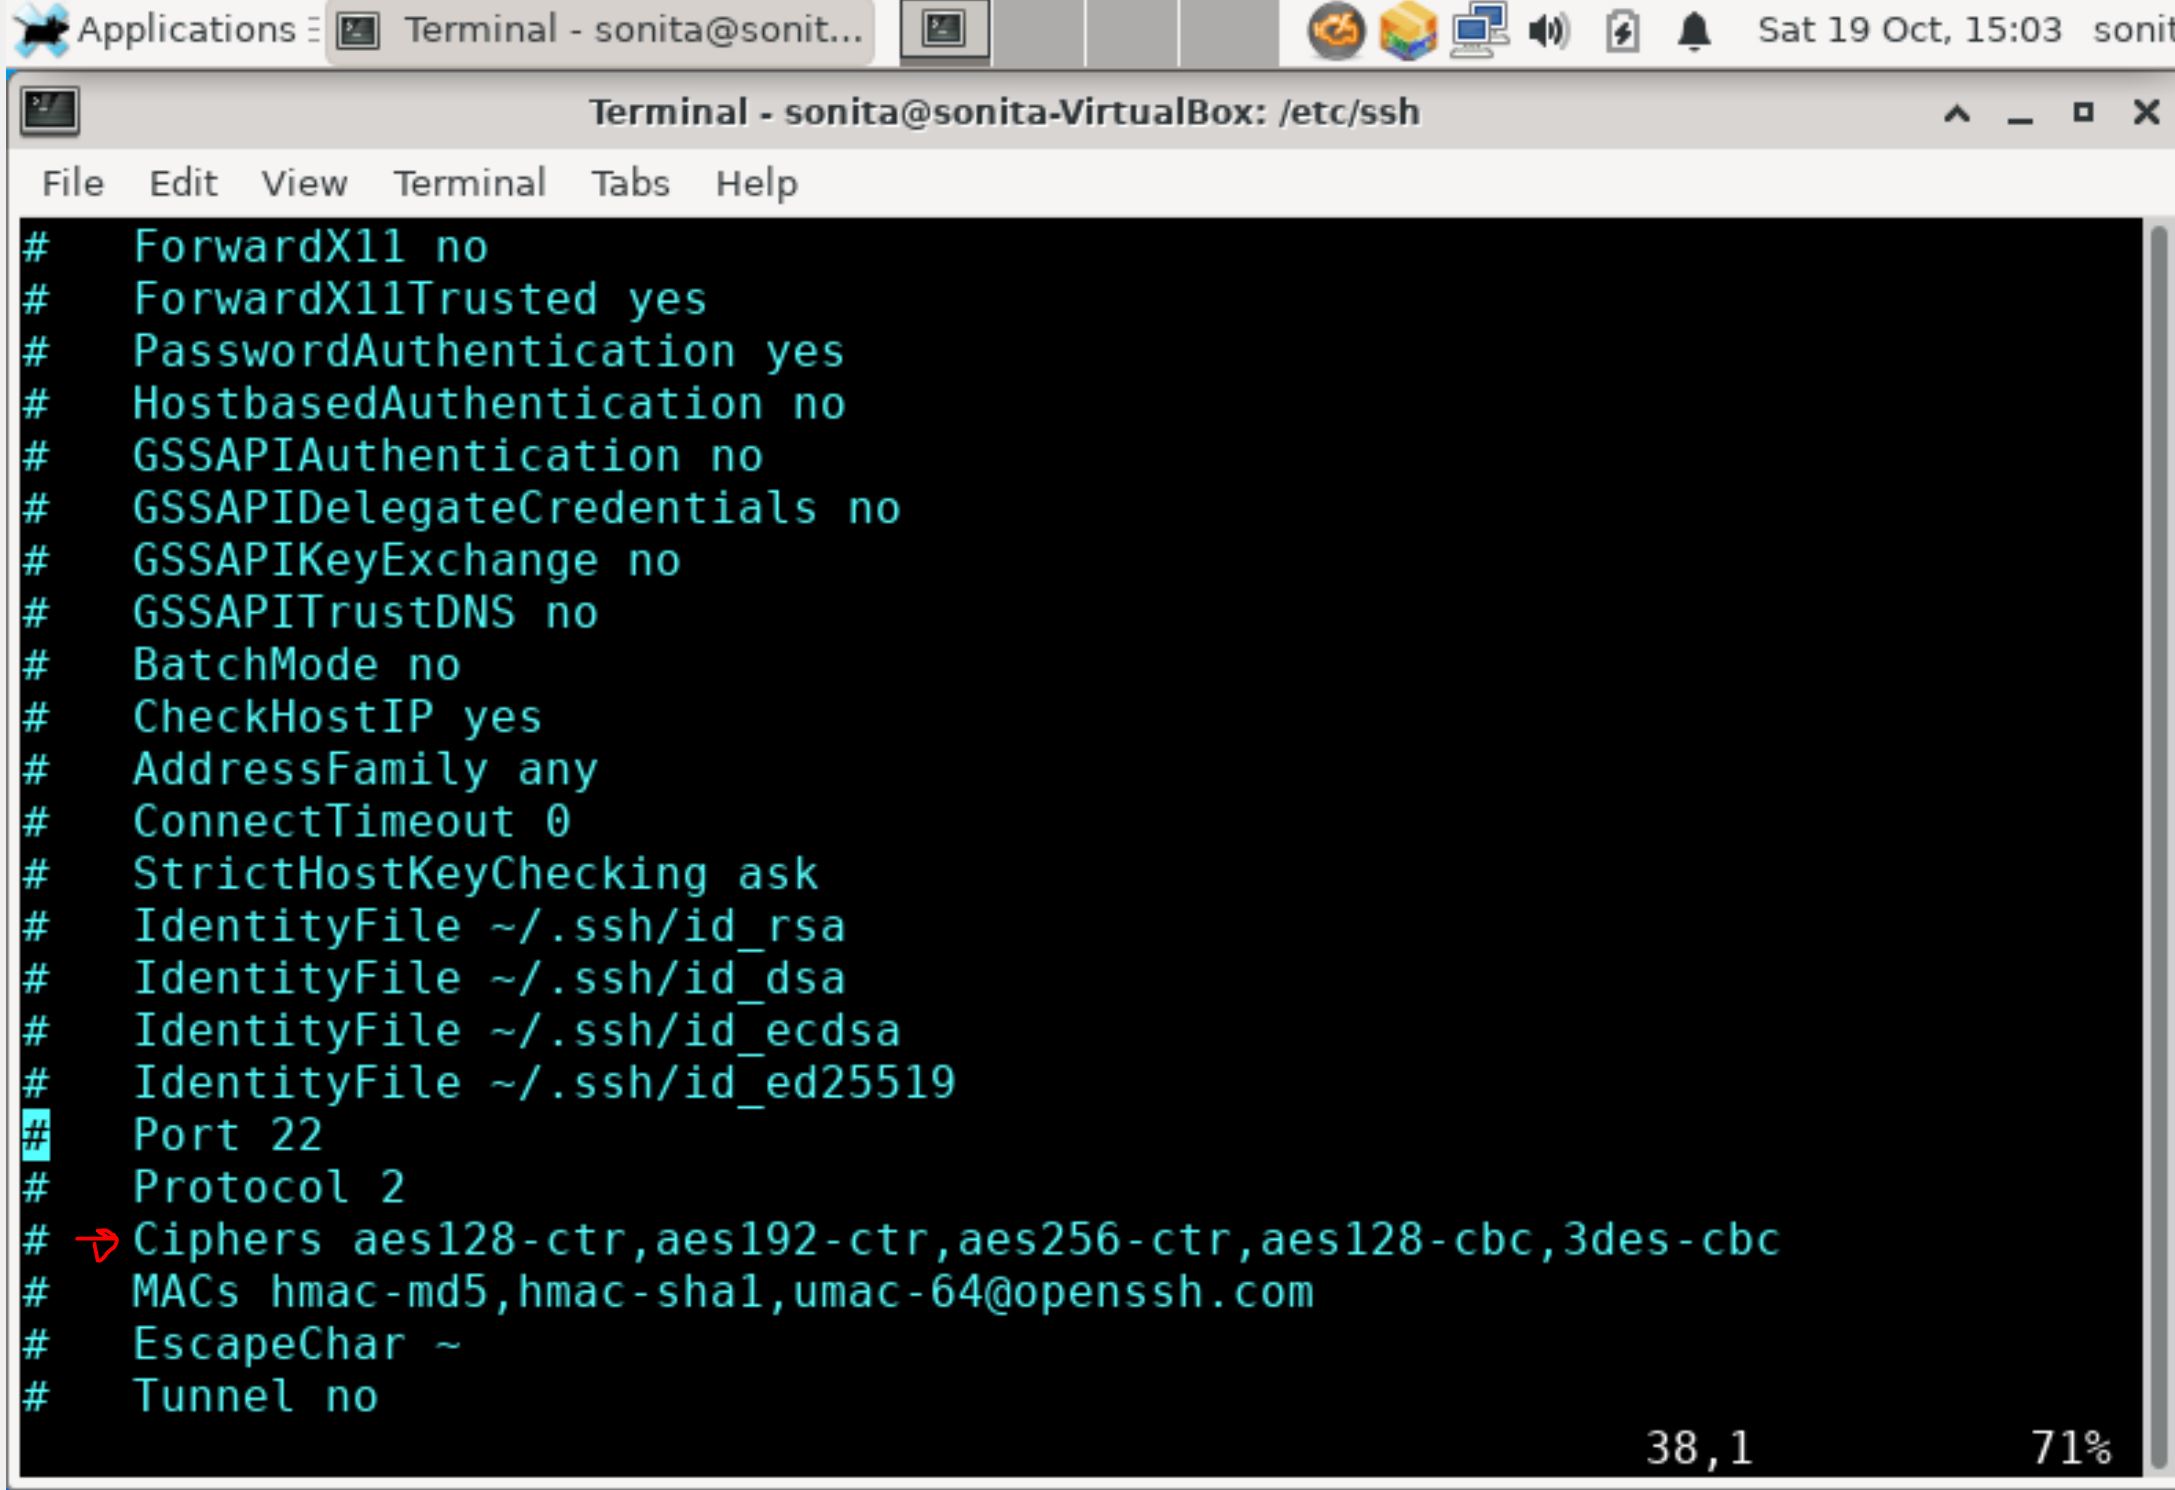 Applications
Terminal - sonita@sonit...
Sat 19 Oct, 15:03
sonit
Terminal - sonita@sonita-VirtualBox: /etc/ssh
File Edit View Terminal Tabs Help
#   ForwardX11 no
#   ForwardX11Trusted yes
#   PasswordAuthentication yes
#   HostbasedAuthentication no
#   GSSAPIAuthentication no
#   GSSAPIDelegateCredentials no
#   GSSAPIKeyExchange no
#   GSSAPITrustDNS no
#   BatchMode no
#   CheckHostIP yes
#   AddressFamily any
#   ConnectTimeout 0
#   StrictHostKeyChecking ask
#   IdentityFile ~/.ssh/id_rsa
#   IdentityFile ~/.ssh/id_dsa
#   IdentityFile ~/.ssh/id_ecdsa
#   IdentityFile ~/.ssh/id_ed25519
#   Port 22
#   Protocol 2
#   Ciphers aes128-ctr,aes192-ctr,aes256-ctr,aes128-cbc,3des-cbc
#   MACs hmac-md5,hmac-sha1,umac-64@openssh.com
#   EscapeChar ~
#   Tunnel no
38,1 71%